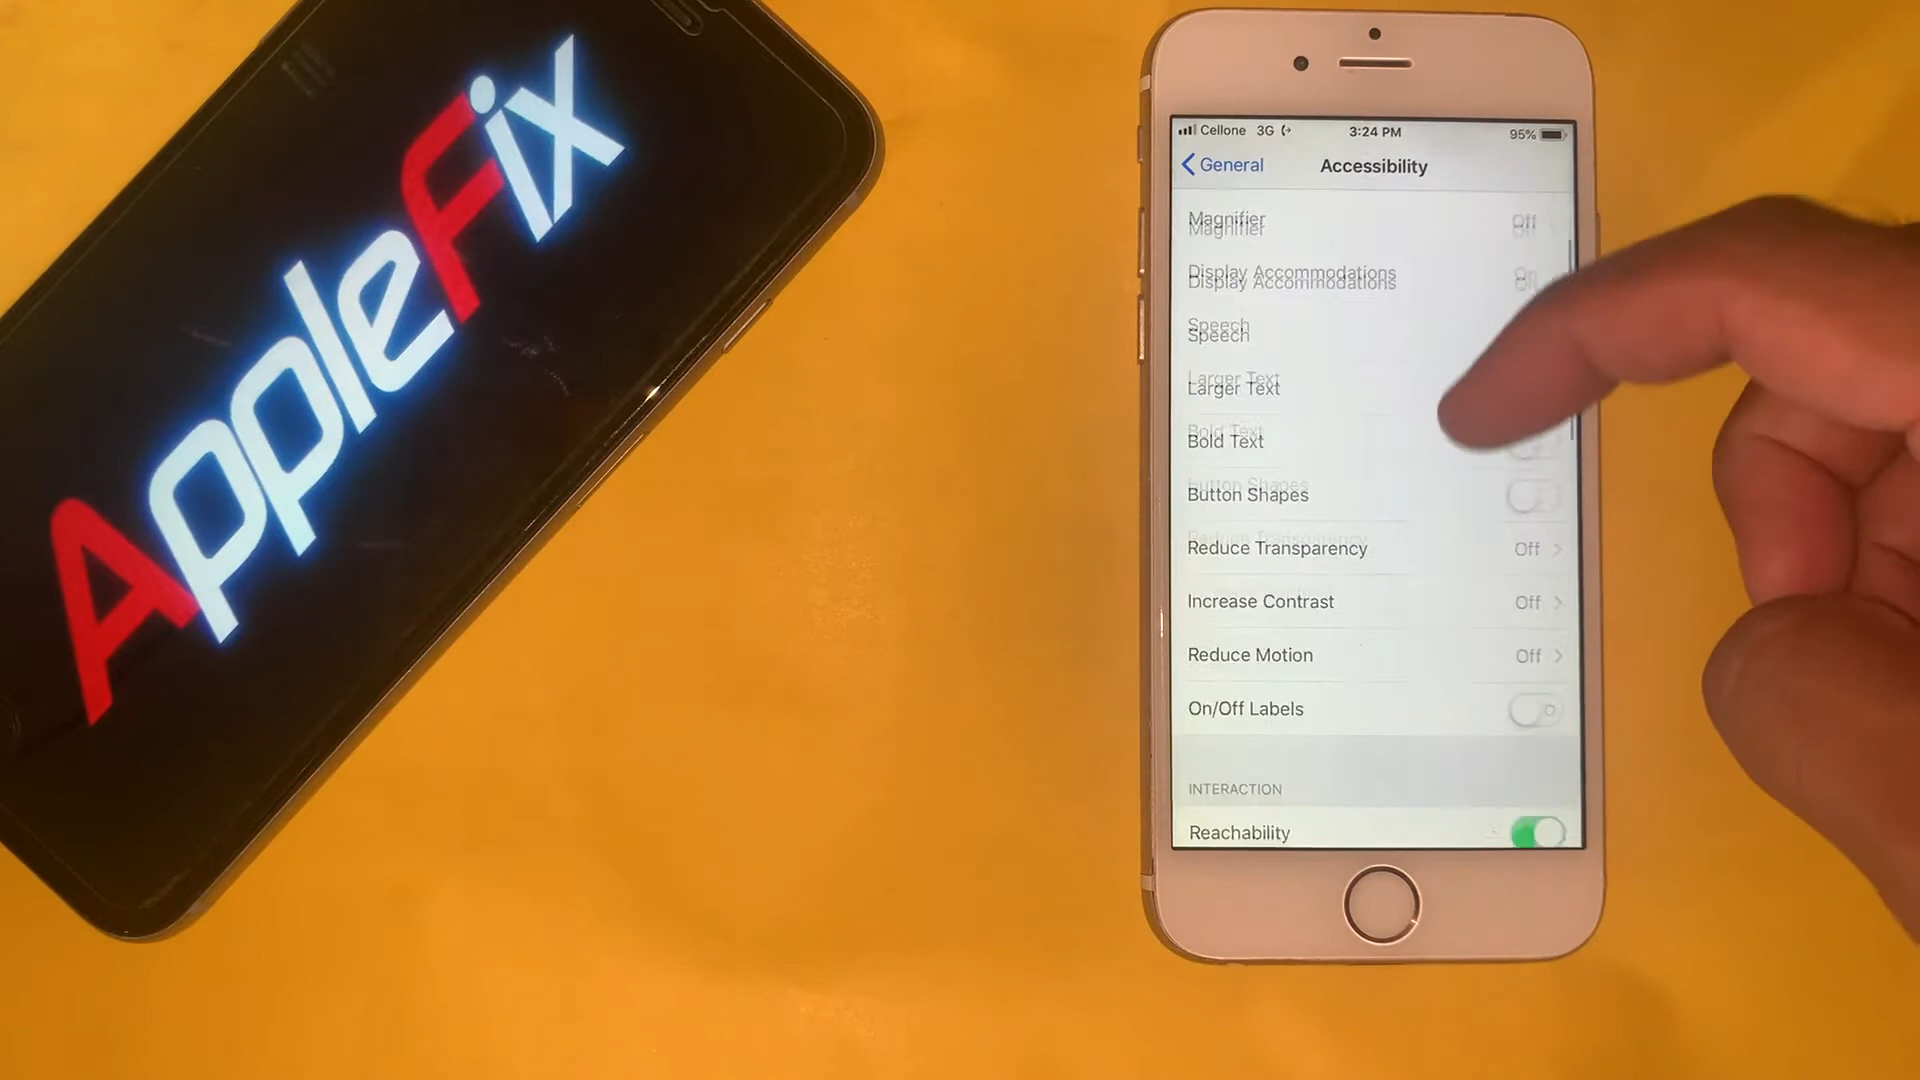 AppleFix
Cellone 3G 3:24 PM 95%
General Accessibility
Magnifier Off
Display Accommodations On
Speech
Larger Text
Bold Text
Button Shapes
Reduce Transparency Off
Increase Contrast Off
Reduce Motion Off
On/Off Labels
INTERACTION
Reachability